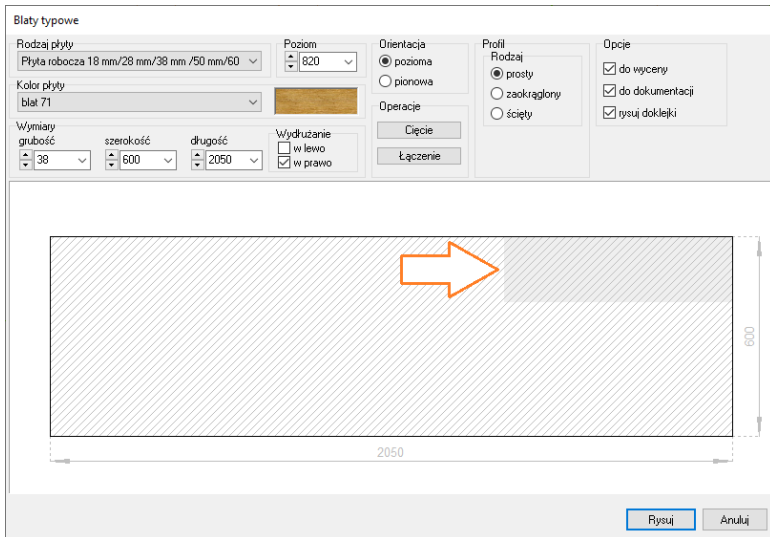 Blaty typowe
Rodzaj płyty
Płyta robocza 18 mm/28 mm/38 mm /50 mm/60
Poziom
820
Orientacja
pozioma
pionowa
Profil
Rodzaj
prosty
zaokrąglony
ścięty
Opcje
do wyceny
do dokumentacji
rysuj doklejki
Kolor płyty
blat 71
Operacje
Cięcie
Łączenie
Wymiary
grubość
38
szerokość
600
długość
2050
Wydłużanie
w lewo
w prawo
600
2050
Rysuj
Anuluj